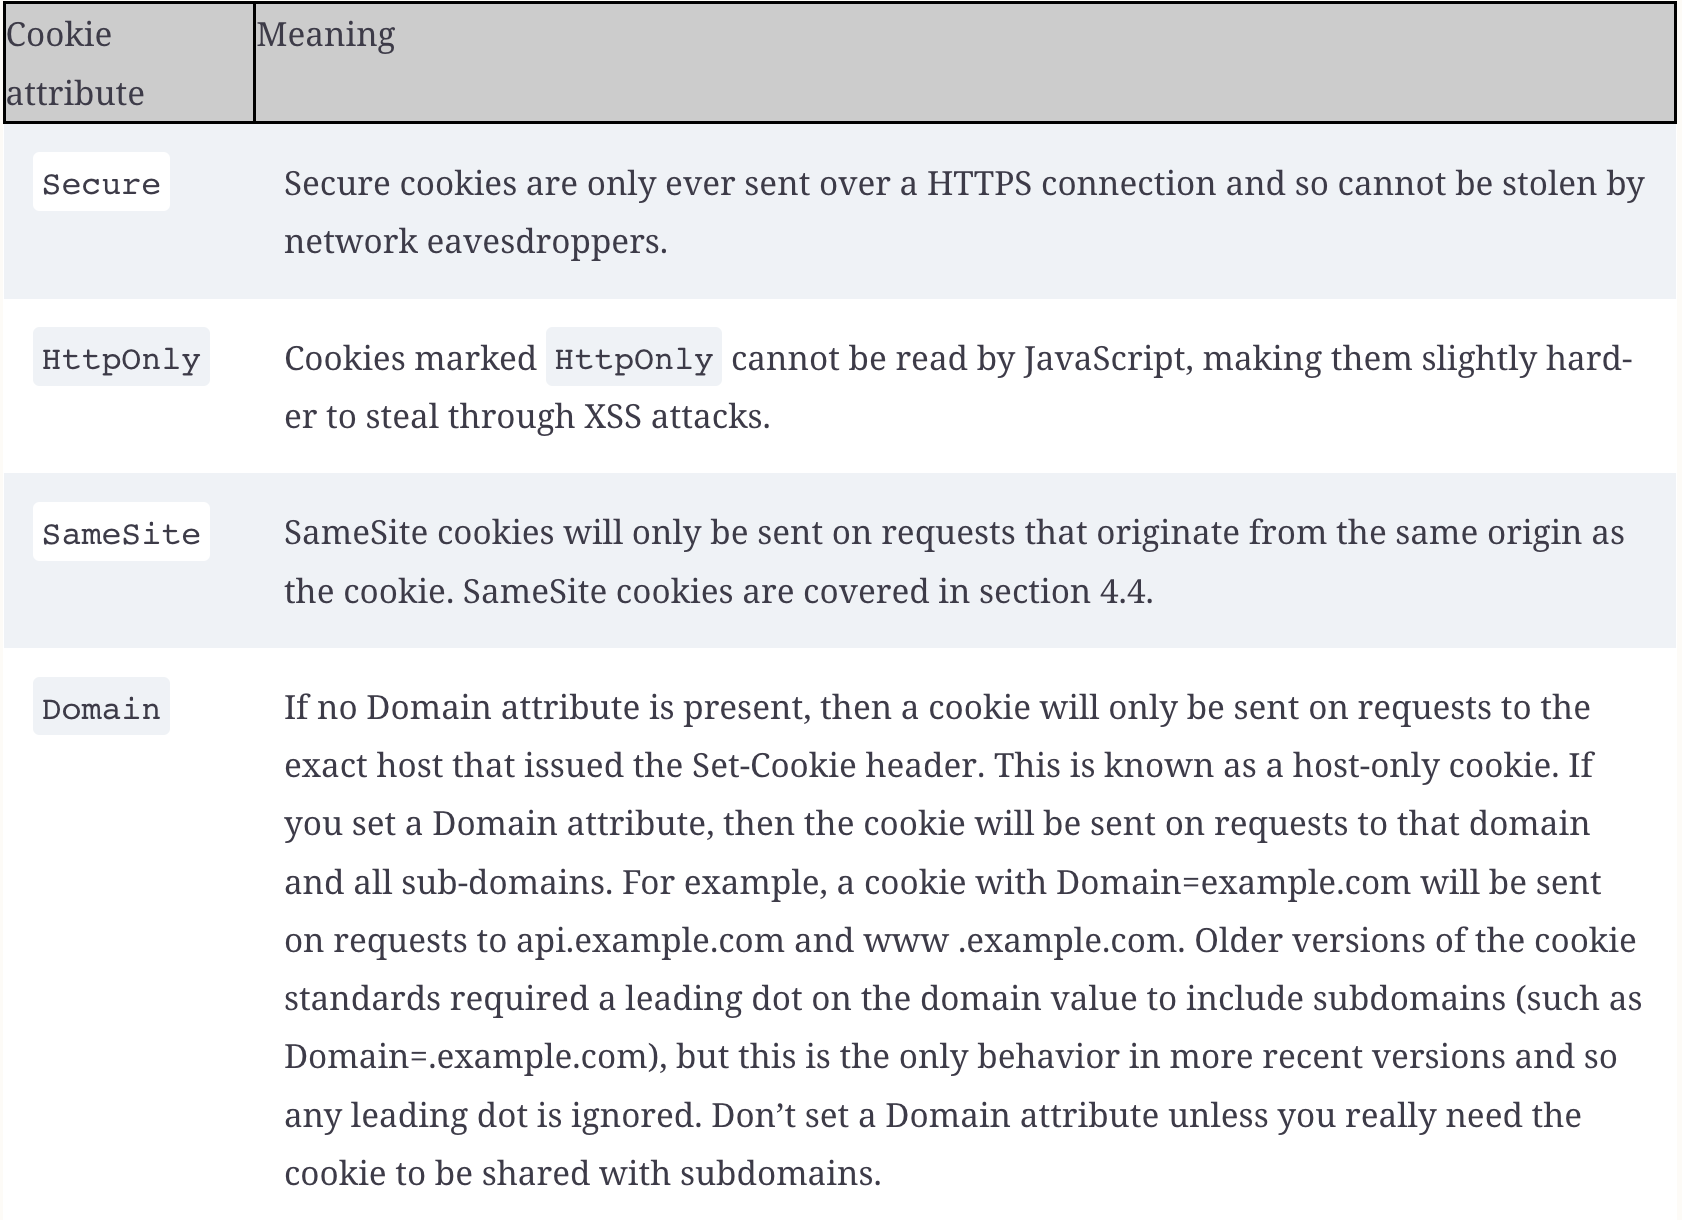 Cookie
attribute
Meaning
Secure
Secure cookies are only ever sent over a HTTPS connection and so cannot be stolen by
network eavesdroppers.
HttpOnly
Cookies marked HttpOnly cannot be read by JavaScript, making them slightly hard-
er to steal through XSS attacks.
SameSite
SameSite cookies will only be sent on requests that originate from the same origin as
the cookie. SameSite cookies are covered in section 4.4.
Domain
If no Domain attribute is present, then a cookie will only be sent on requests to the
exact host that issued the Set-Cookie header. This is known as a host-only cookie. If
you set a Domain attribute, then the cookie will be sent on requests to that domain
and all sub-domains. For example, a cookie with Domain=example.com will be sent
on requests to api.example.com and www .example.com. Older versions of the cookie
standards required a leading dot on the domain value to include subdomains (such as
Domain=.example.com), but this is the only behavior in more recent versions and so
any leading dot is ignored. Don’t set a Domain attribute unless you really need the
cookie to be shared with subdomains.